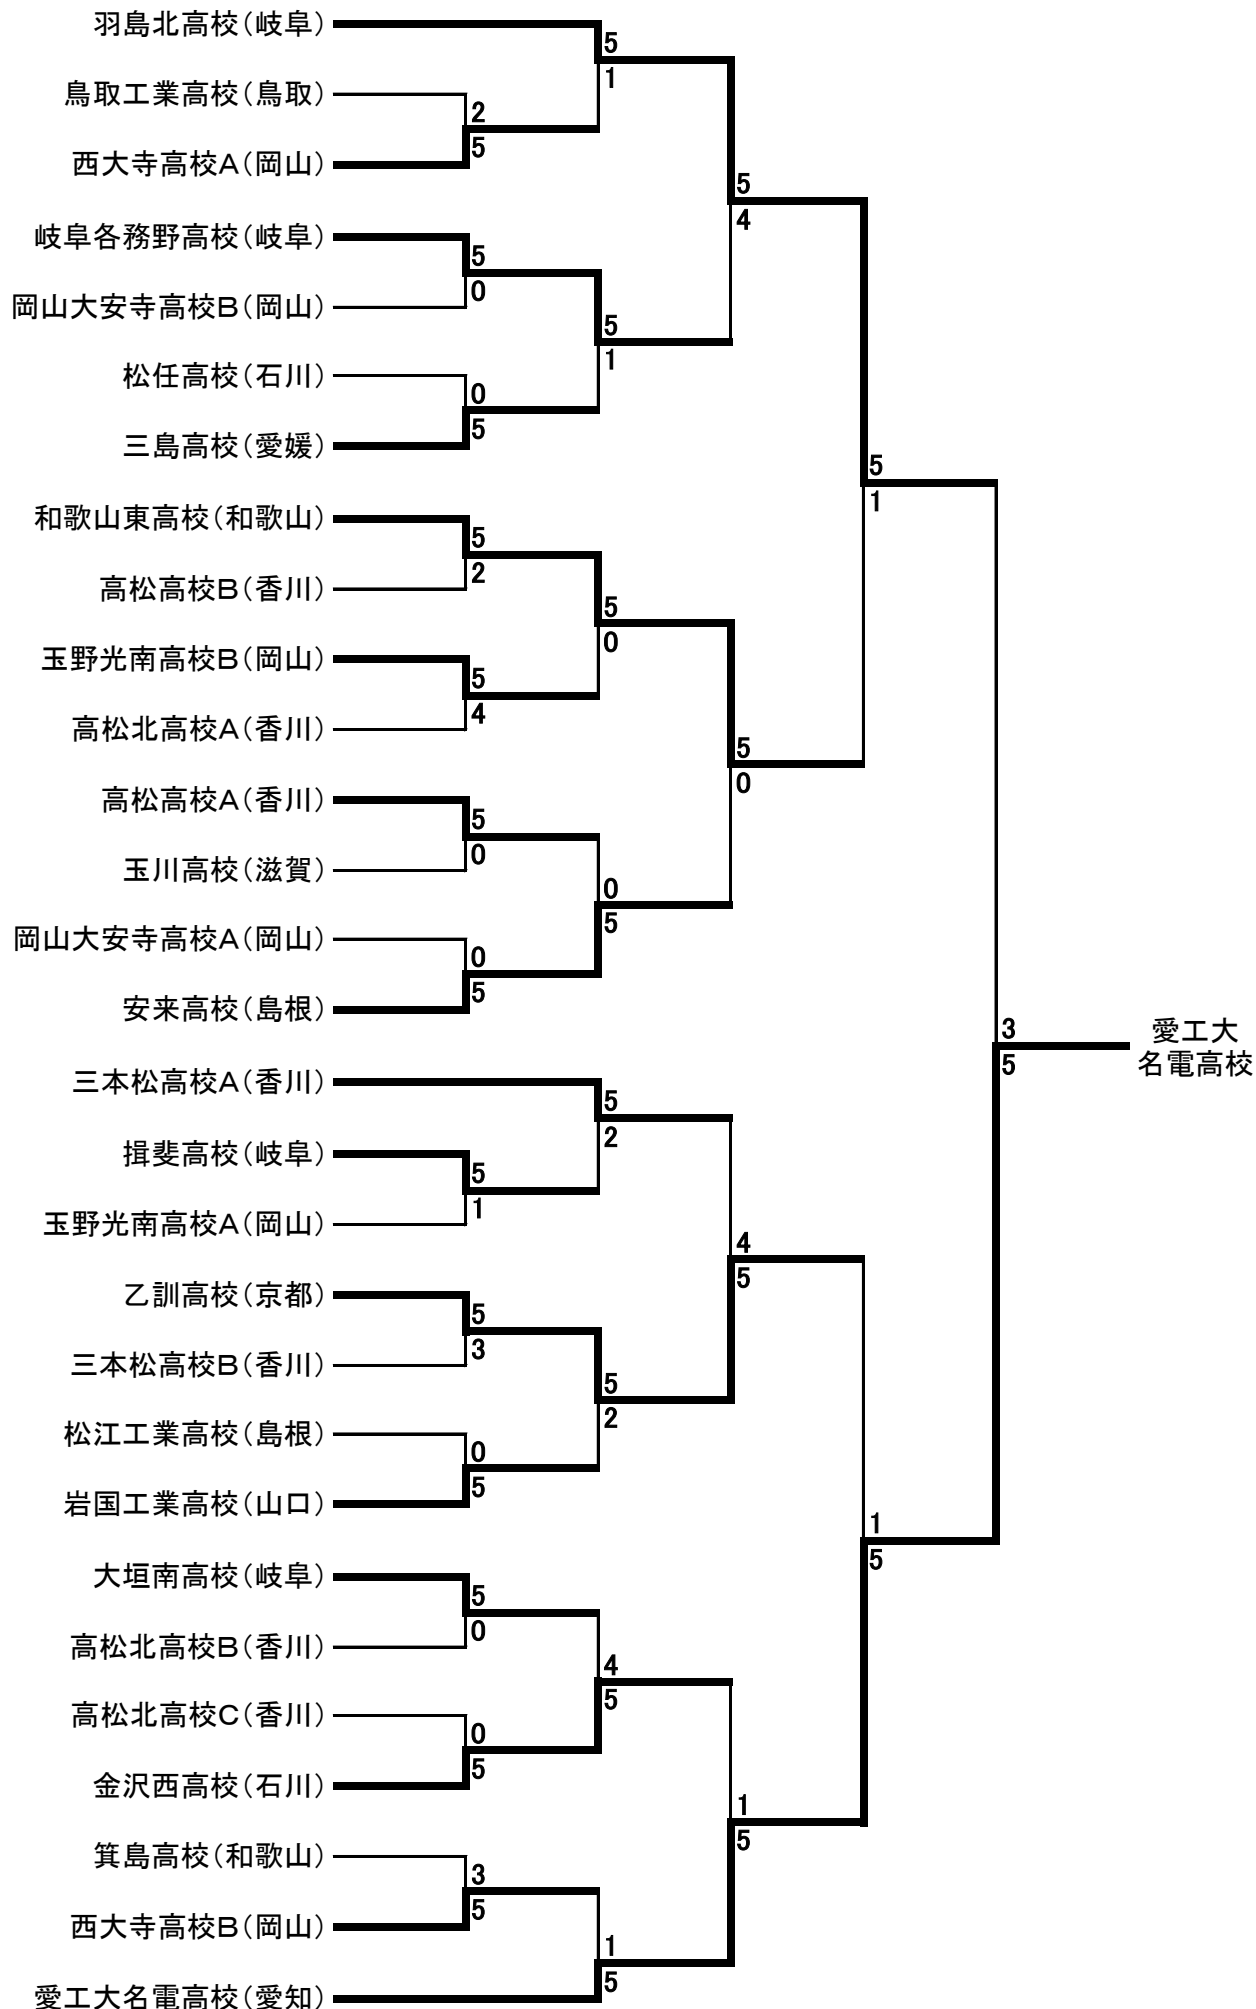 羽島北高校(岐阜)
5
1
鳥取工業高校(鳥取)
2
5
西大寺高校A(岡山)
5
4
岐阜各務野高校(岐阜)
5
0
岡山大安寺高校B(岡山)
5
1
松任高校(石川)
0
5
三島高校(愛媛)
5
1
和歌山東高校(和歌山)
5
2
高松高校B(香川)
5
0
玉野光南高校B(岡山)
5
4
高松北高校A(香川)
5
0
高松高校A(香川)
5
0
玉川高校(滋賀)
0
5
岡山大安寺高校A(岡山)
0
5
安来高校(島根)
3
5
愛工大
名電高校
三本松高校A(香川)
5
2
揖斐高校(岐阜)
5
1
玉野光南高校A(岡山)
4
5
乙訓高校(京都)
5
3
三本松高校B(香川)
5
2
松江工業高校(島根)
0
5
岩国工業高校(山口)
1
5
大垣南高校(岐阜)
5
0
高松北高校B(香川)
4
5
高松北高校C(香川)
0
5
金沢西高校(石川)
1
5
箕島高校(和歌山)
3
5
西大寺高校B(岡山)
1
5
愛工大名電高校(愛知)